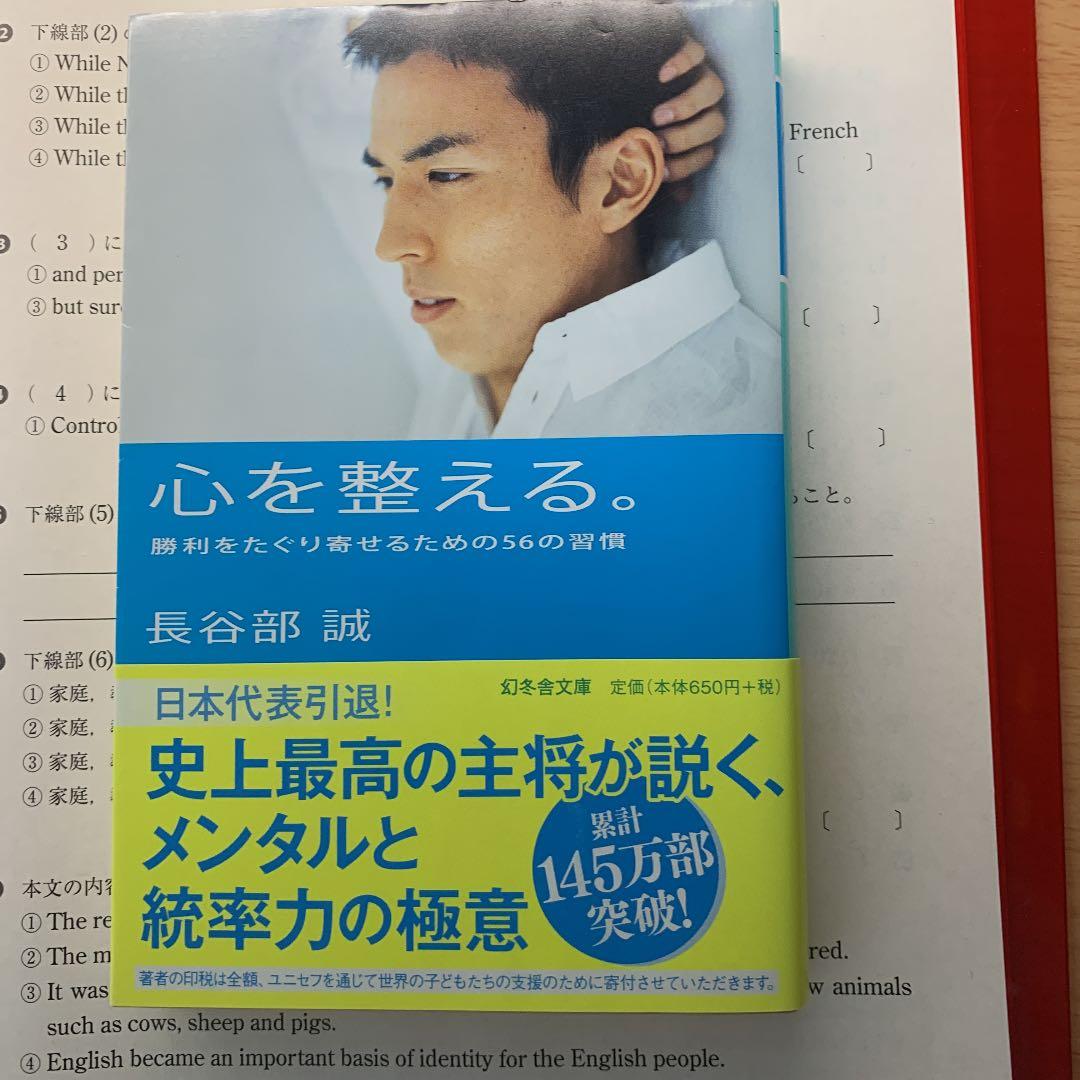 下線部(2)
① While
② While
③ While
④ While
French
〔　　〕
( 3 )に
① and
③ but
〔　　〕
( 4 )に
①
〔　　〕
下線部(5)
こと。
下線部(6)
① 家庭,
② 家庭,
③ 家庭,
④ 家庭,
〔　　〕
本文の内容
① The
② The
red.
③ It was
animals
such as cows, sheep and pigs.
④ English became an important basis of identity for the English people.
心を整える。
勝利をたぐり寄せるための56の習慣
長谷部 誠
幻冬舎文庫 定価(本体650円+税)
日本代表引退!
史上最高の主将が説く、
メンタルと
統率力の極意
累計
145万部
突破!
著者の印税は全額、ユニセフを通じて世界の子どもたちの支援のために寄付させていただきます。